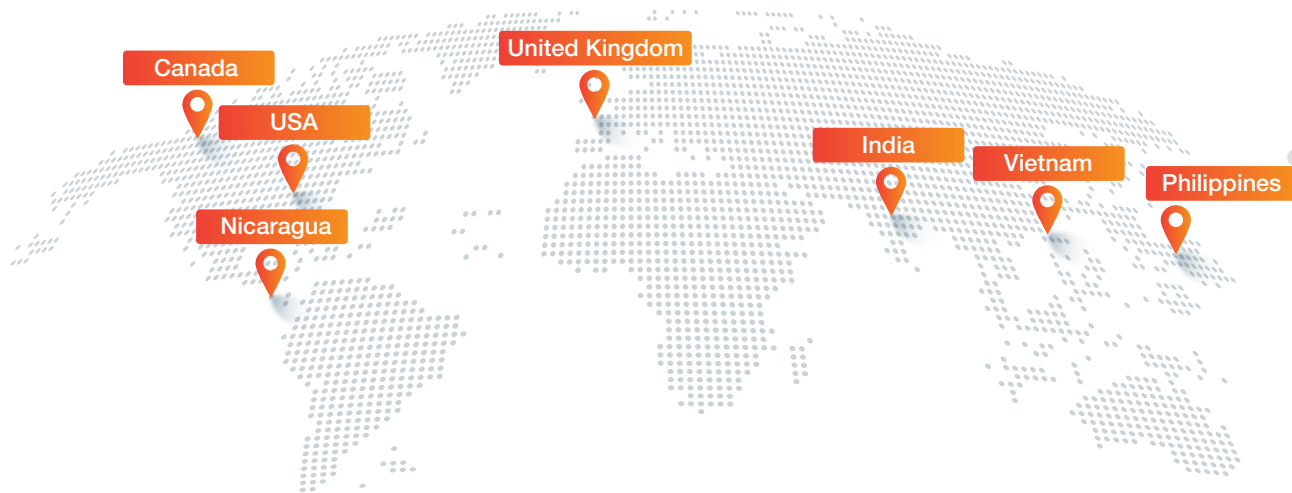 United Kingdom
Canada
USA
India
Vietnam
Philippines
Nicaragua